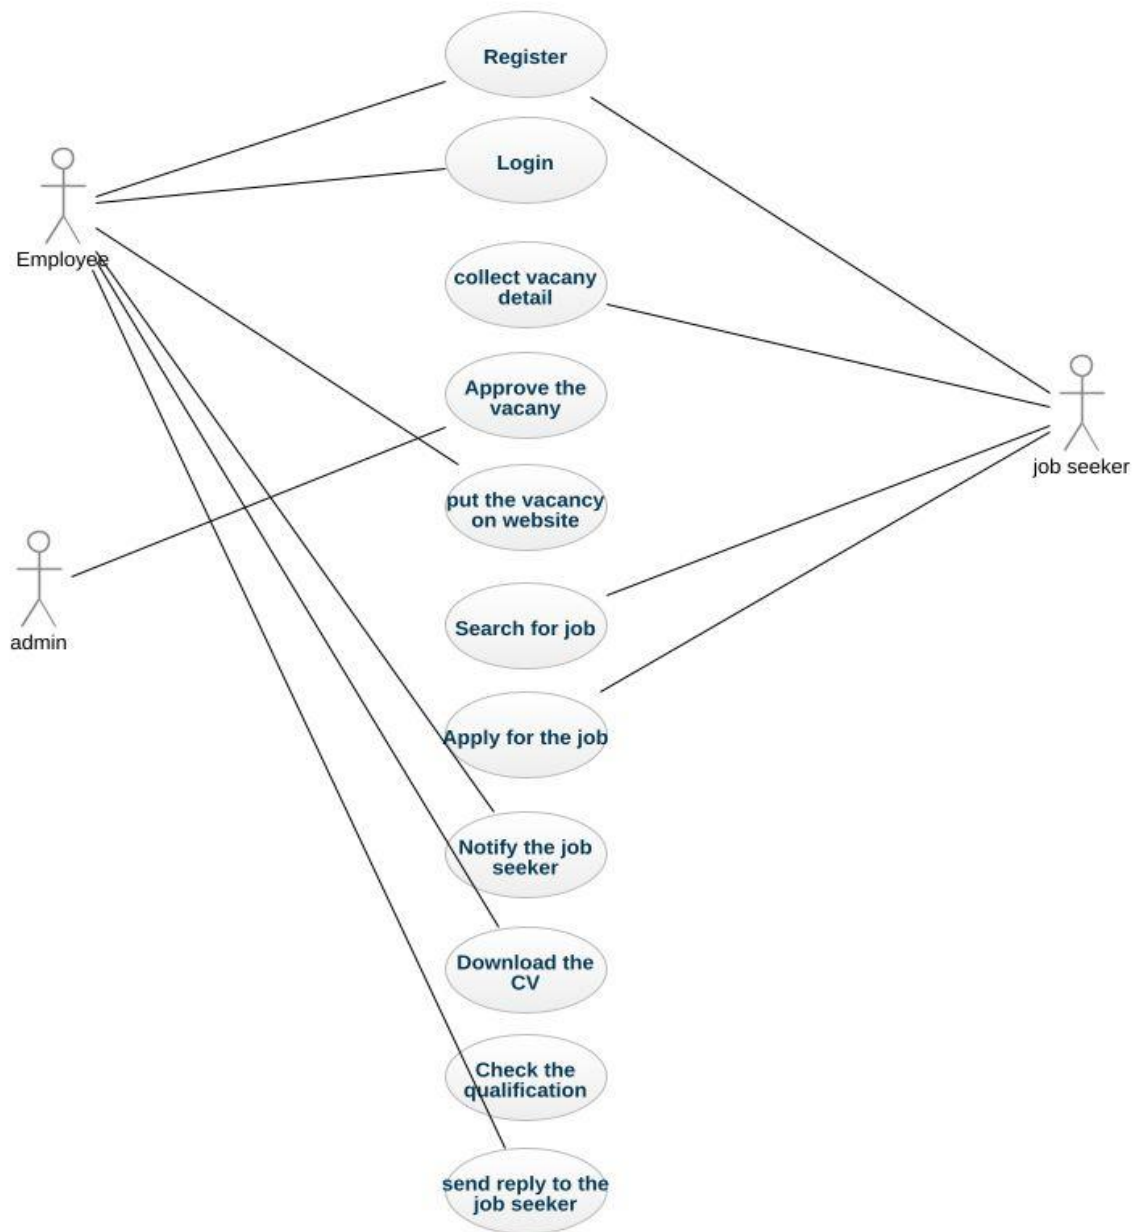 Register
Login
Employee
collect vacany
detail
Approve the
vacany
job seeker
put the vacancy
on website
admin
Search for job
Apply for the job
Notify the job
seeker
Download the
CV
Check the
qualification
send reply to the
job seeker